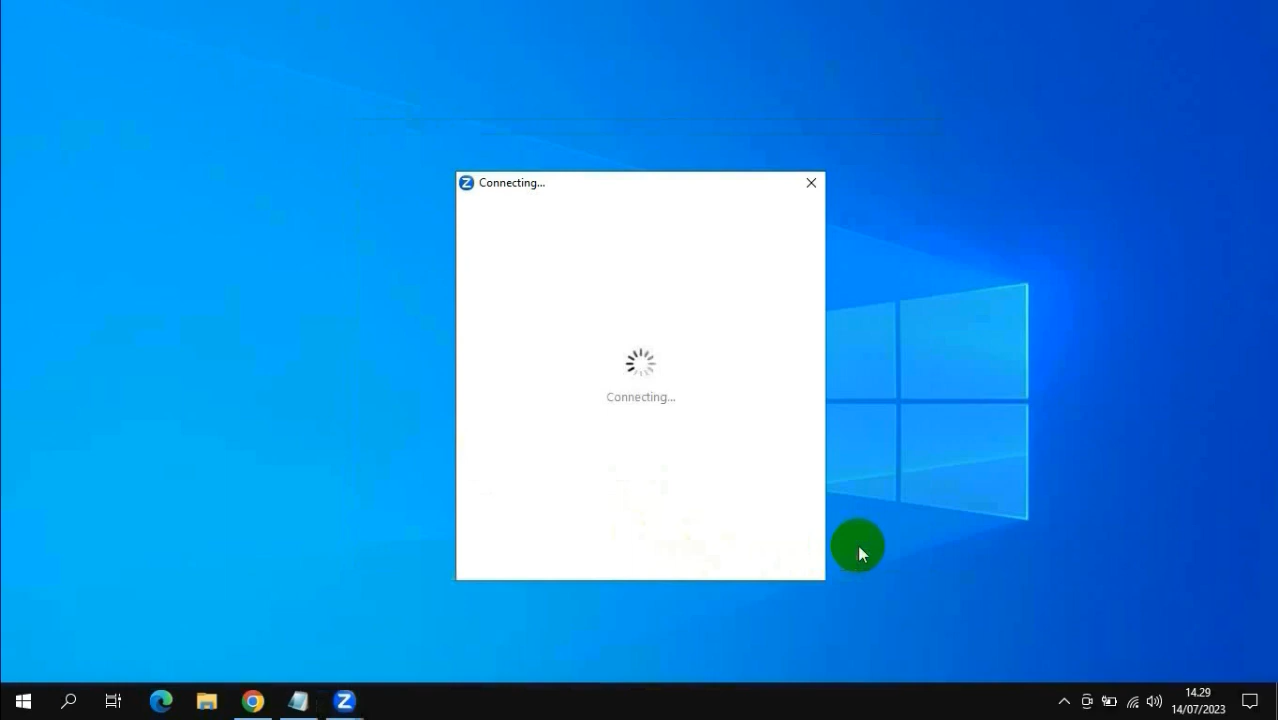 Z Connecting...
Connecting...
Z
14.29
14/07/2023